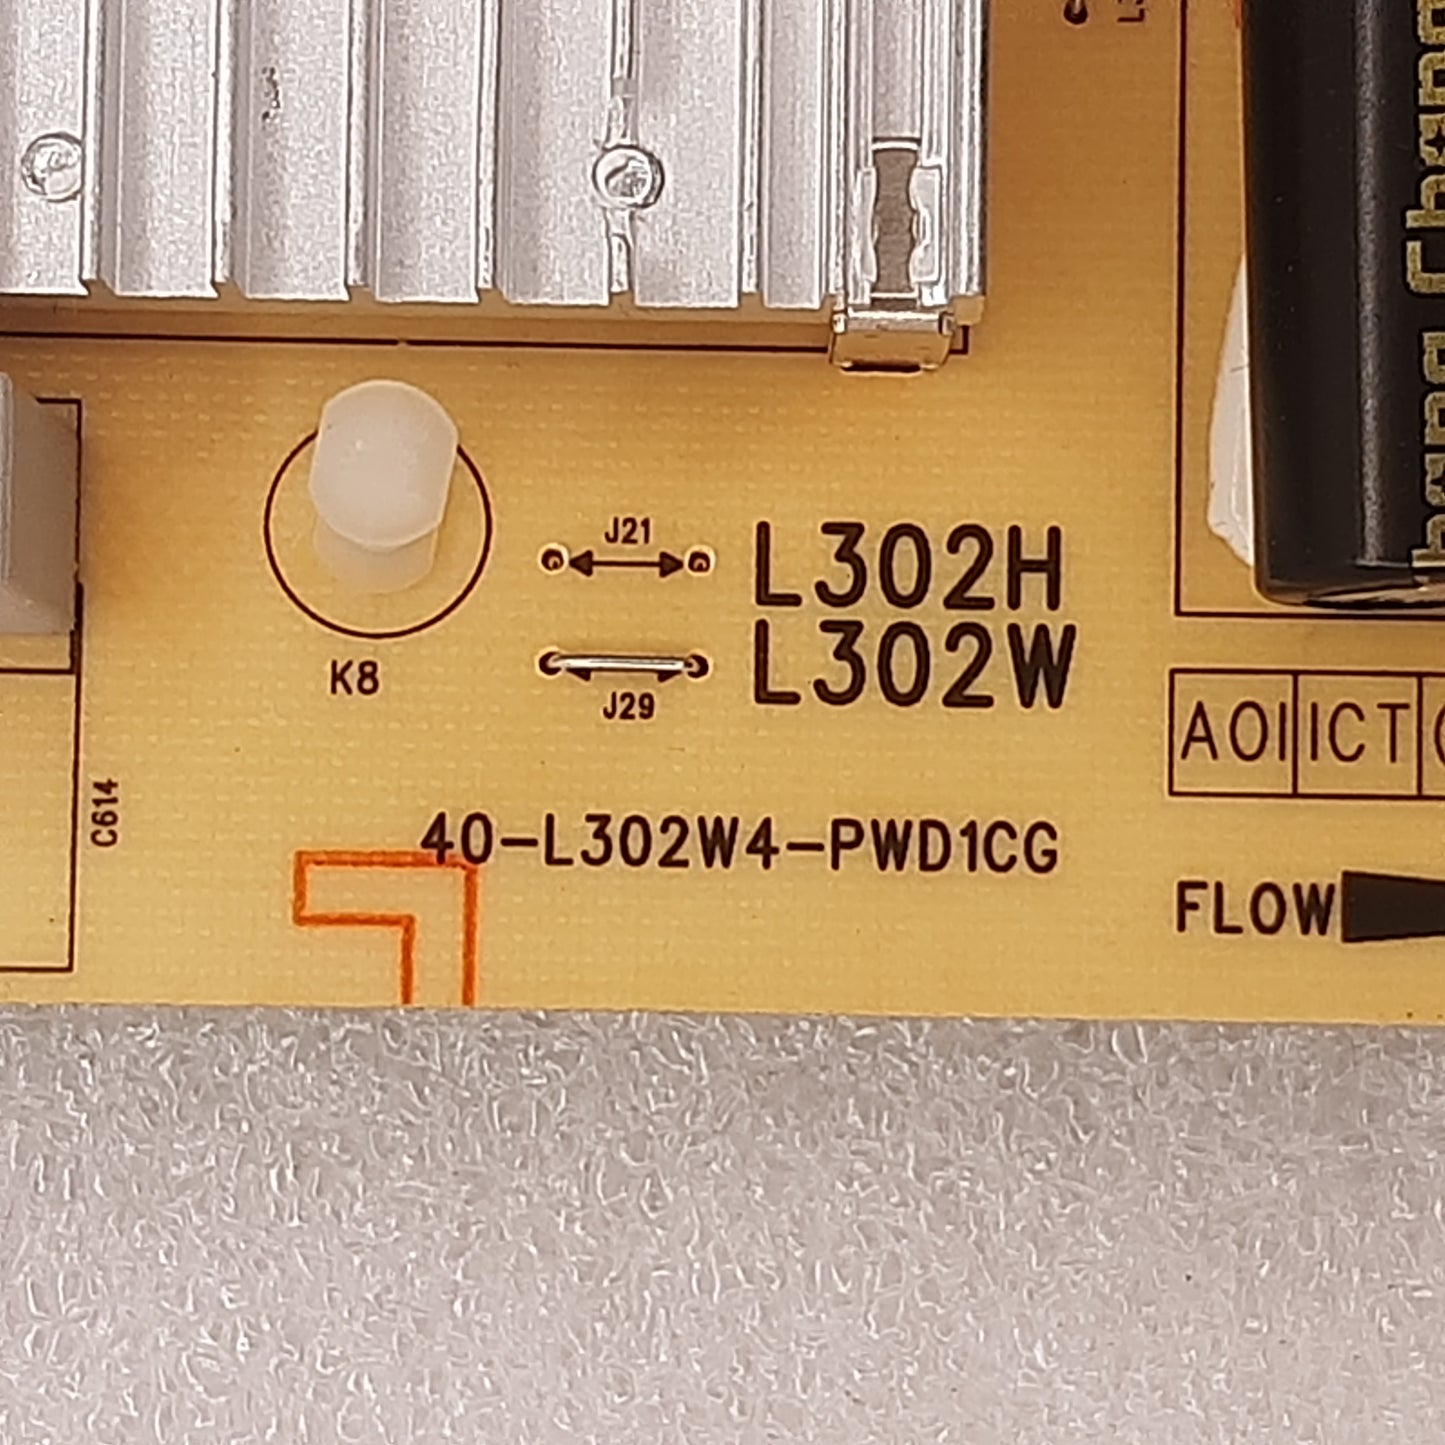 J21
L302H
L302W
K8
J29
AOI ICT
C614
40-L302W4-PWD1CG
FLOW